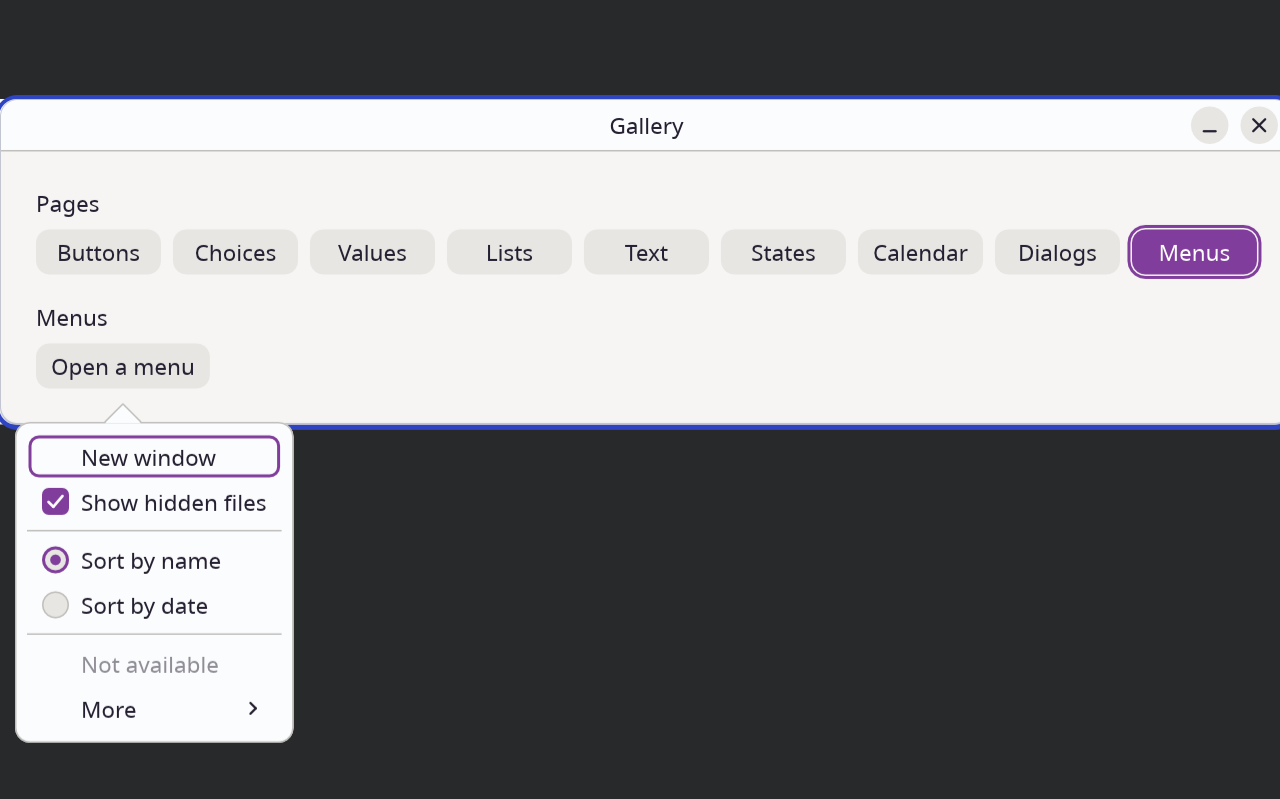 Gallery
Pages
Buttons Choices Values Lists Text States Calendar Dialogs Menus
Menus
Open a menu
New window
Show hidden files
Sort by name
Sort by date
Not available
More